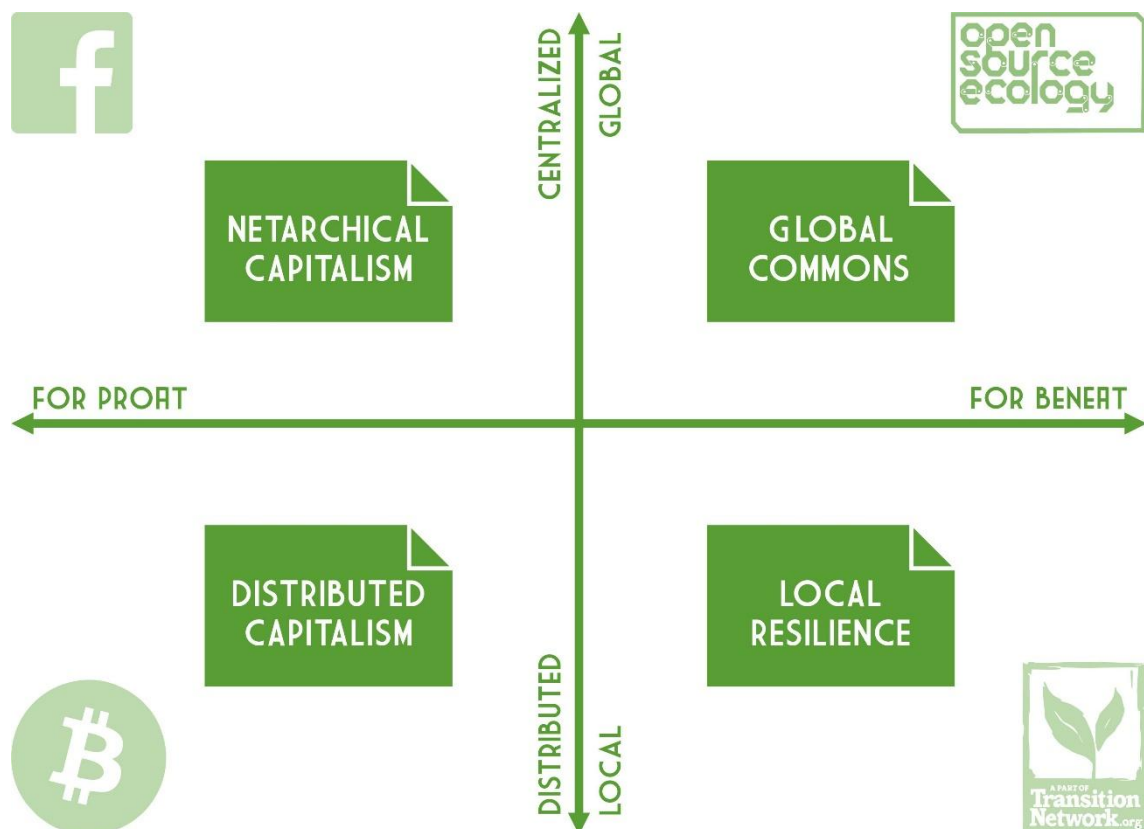 f
CENTRALIZED
GLOBAL
open
source
ecology
NETARCHICAL
CAPITALISM
GLOBAL
COMMONS
FOR PROFIT
FOR BENEFIT
DISTRIBUTED
CAPITALISM
LOCAL
RESILIENCE
DISTRIBUTED
LOCAL
₿
A PART OF
Transition
Network.org